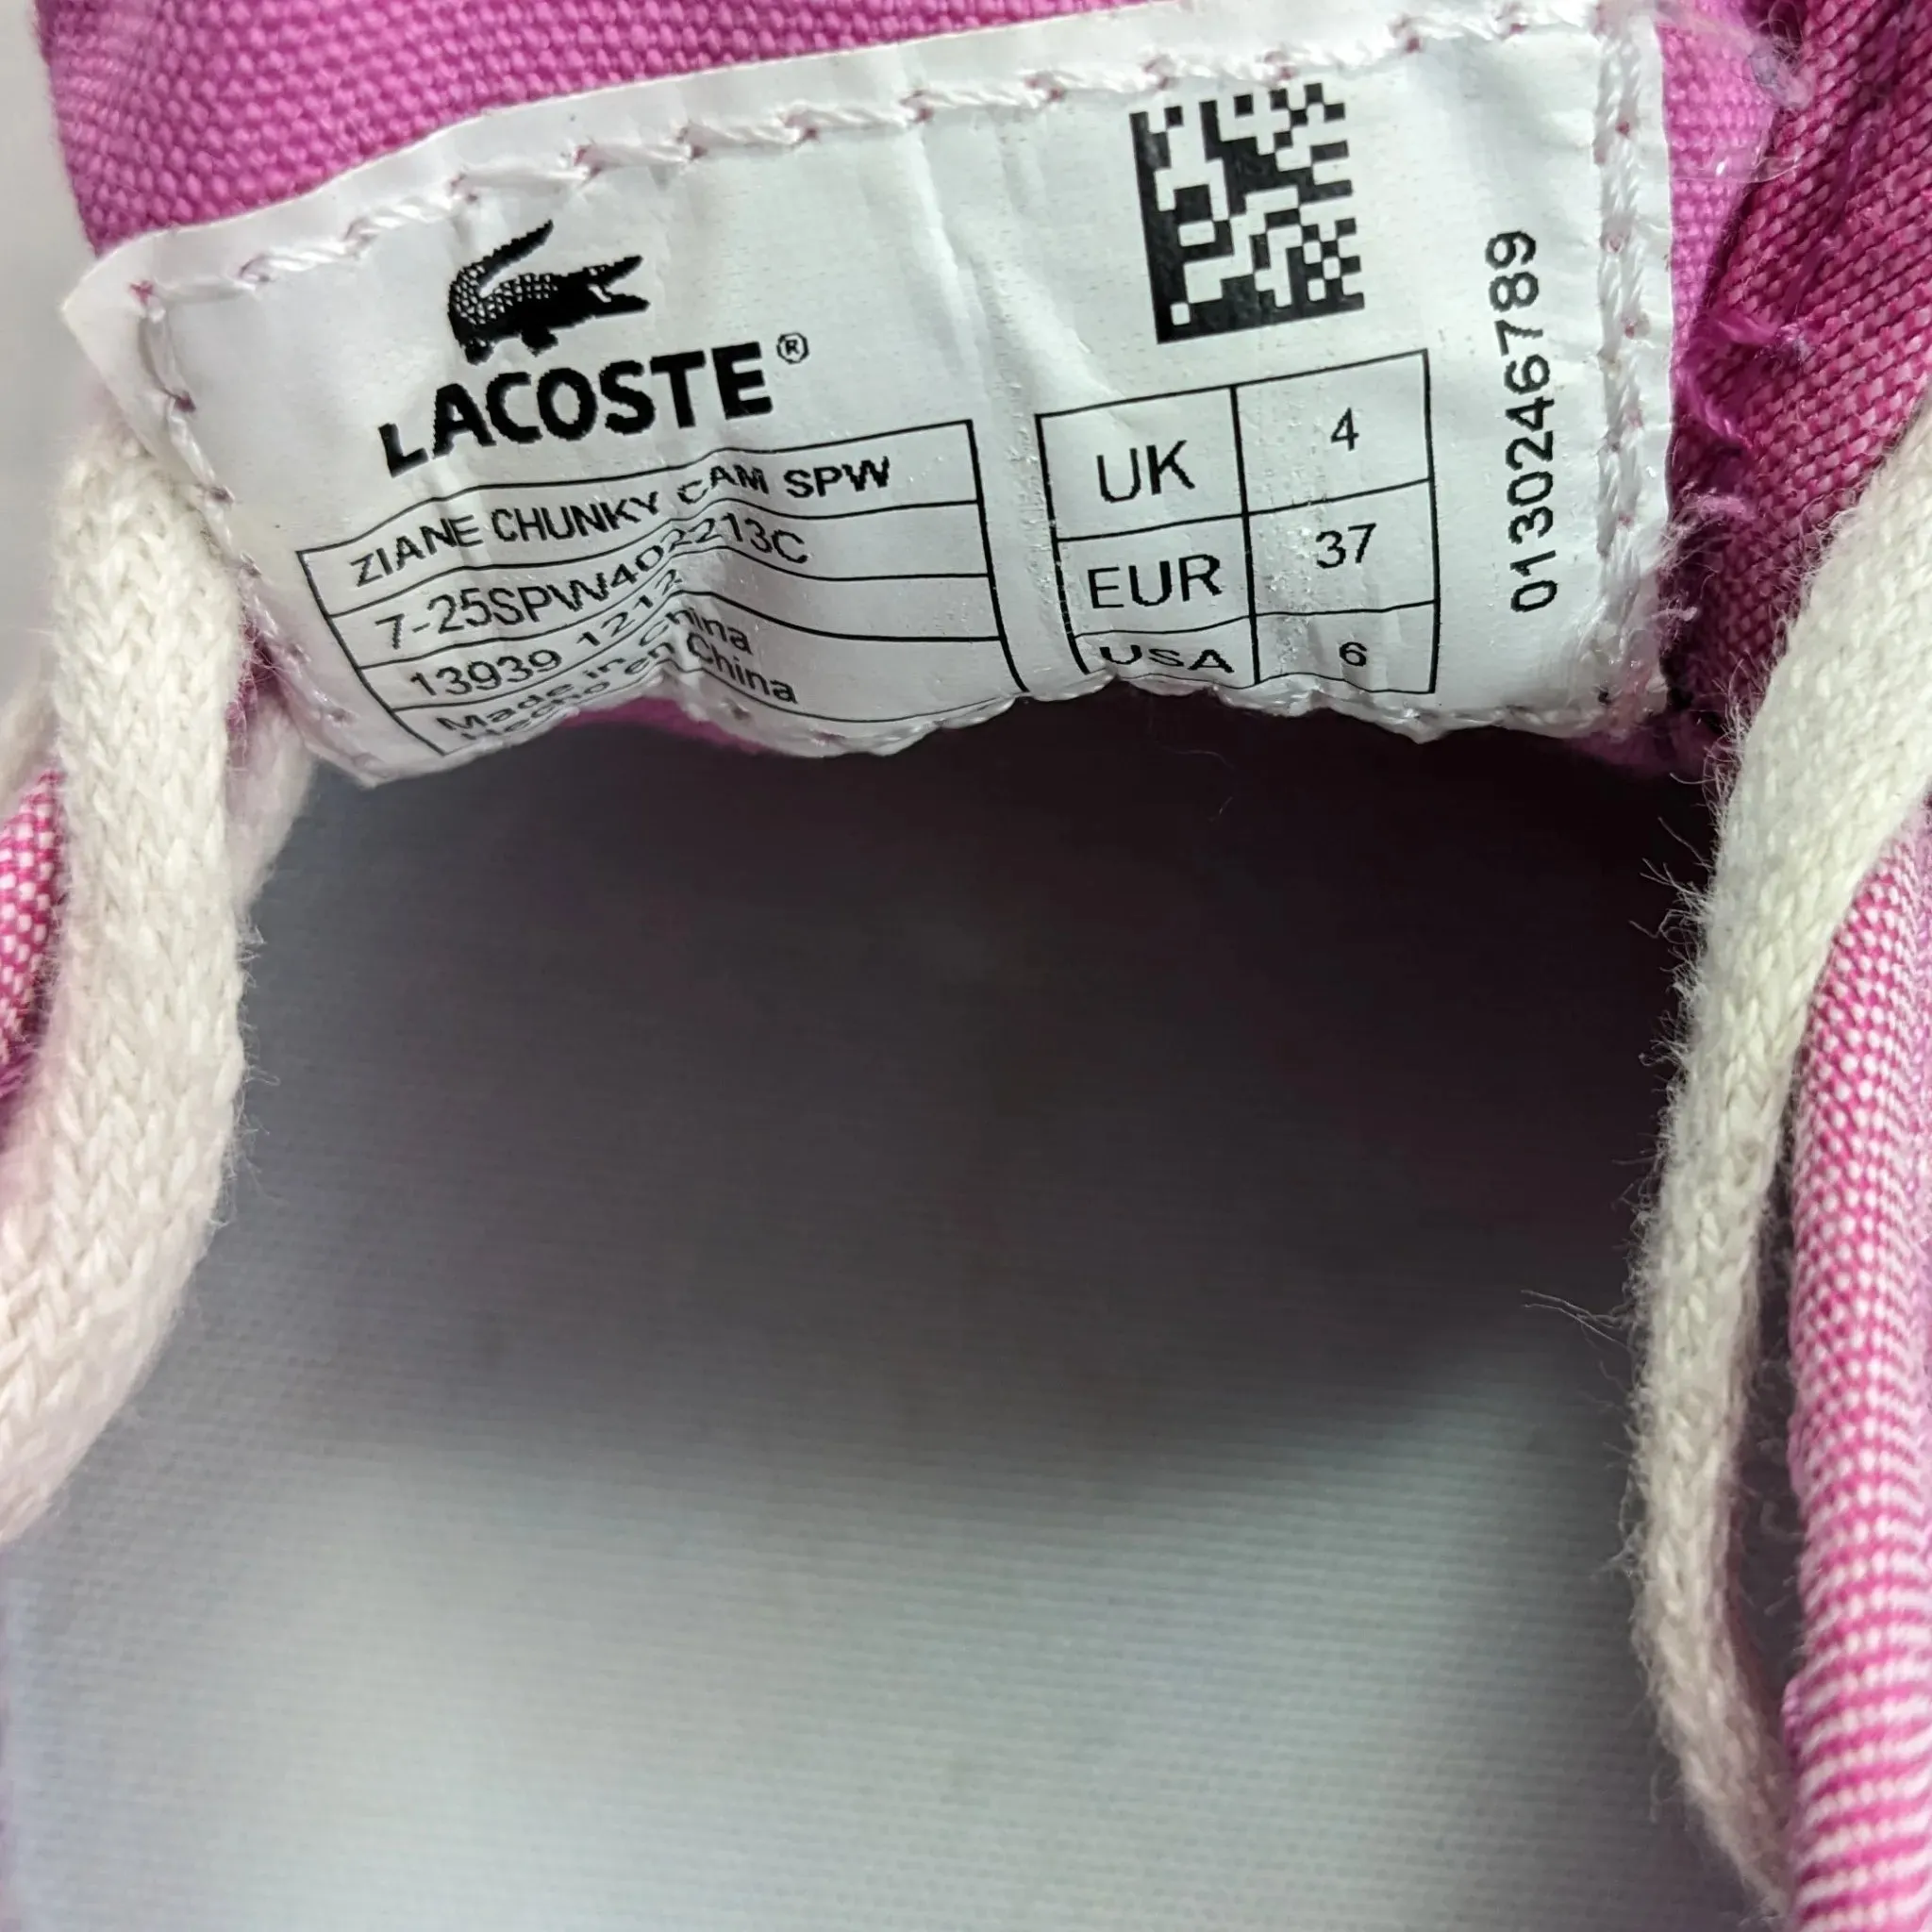 LACOSTE®
ZIANE CHUNKY CAM SPW
7-25SPW402213C
13939 1212
Made in China
Hecho en China
UK 4
EUR 37
USA 6
0130246789